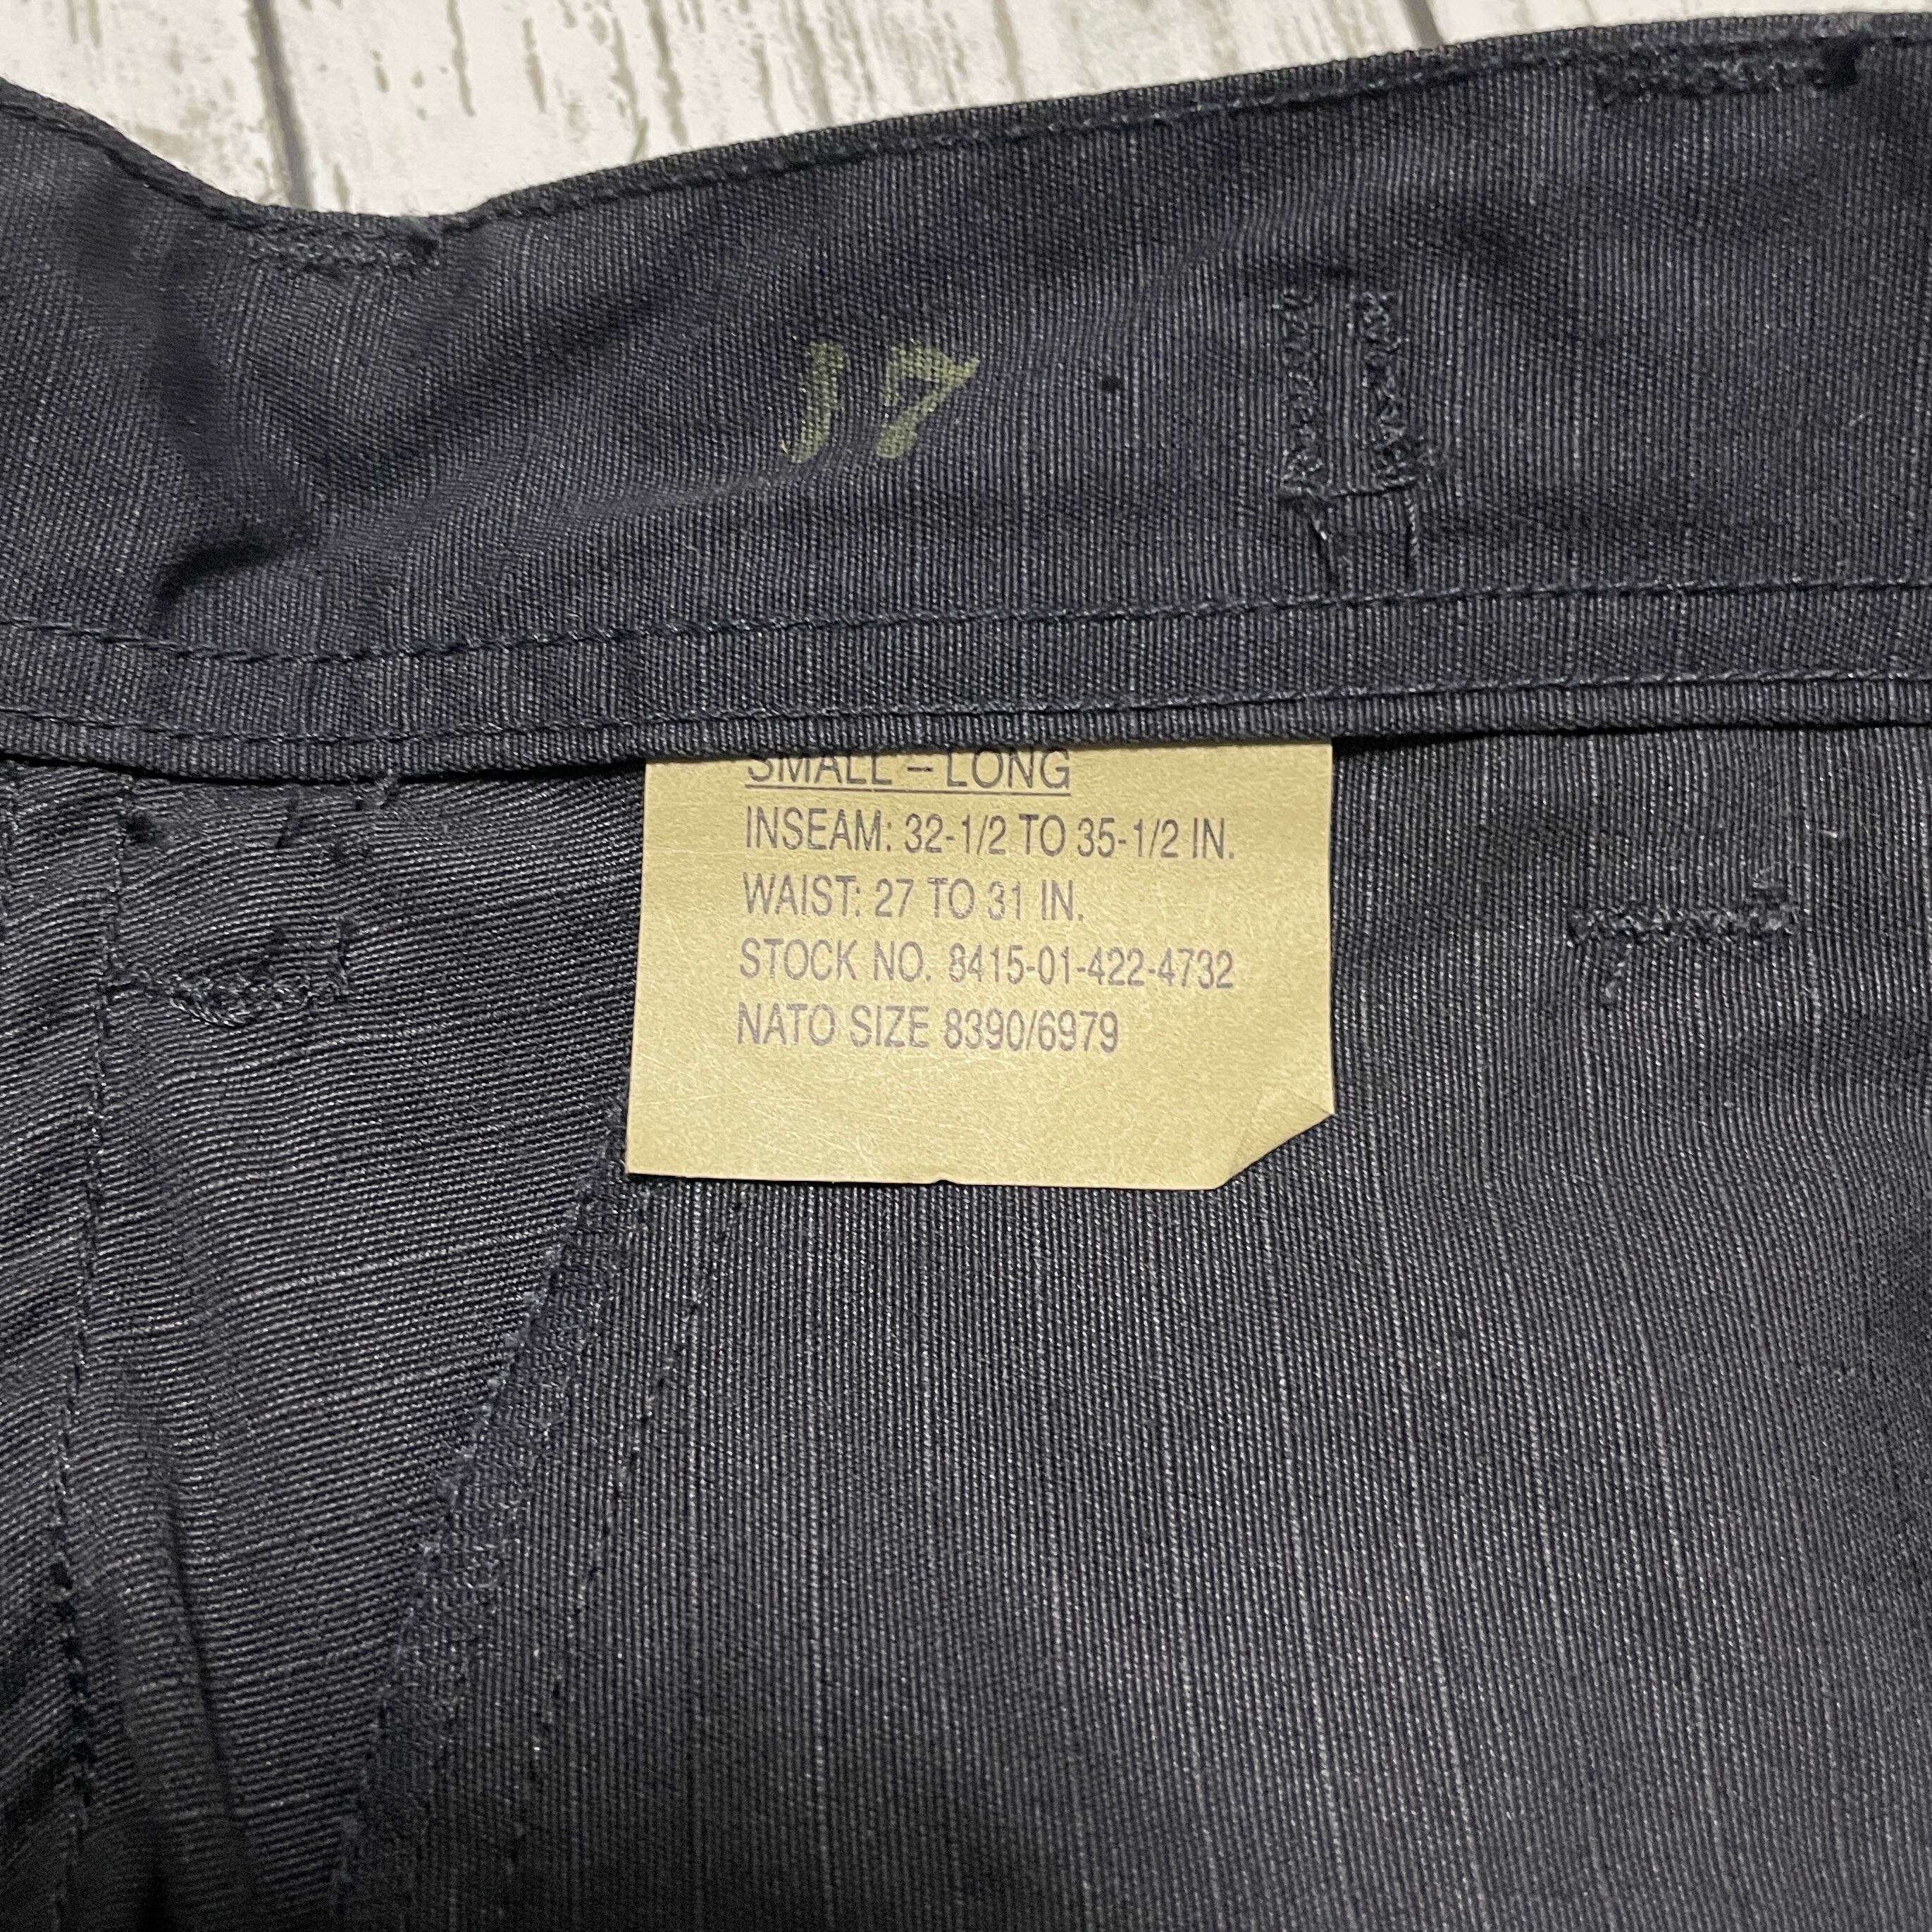 J7
SMALL – LONG
INSEAM: 32-1/2 TO 35-1/2 IN.
WAIST: 27 TO 31 IN.
STOCK NO. 8415-01-422-4732
NATO SIZE 8390/6979